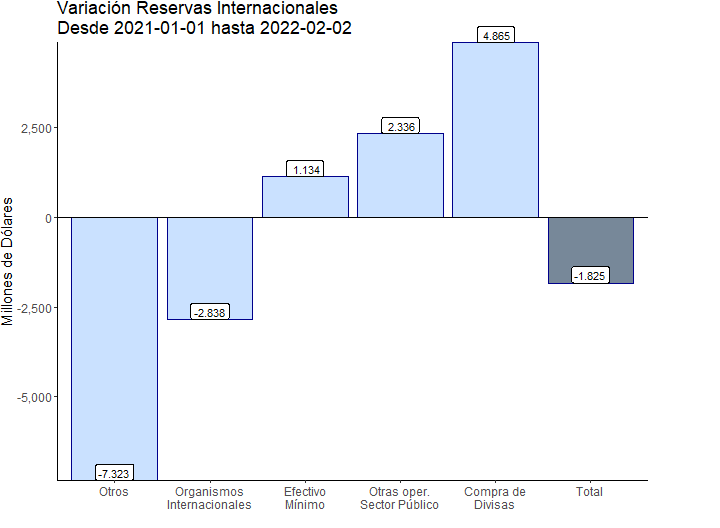 Variación Reservas Internacionales
Desde 2021-01-01 hasta 2022-02-02
4.865
2.336
1.134
-1.825
-2.838
-7.323
2,500
0
-2,500
-5,000
Millones de Dólares
Otros
Organismos
Internacionales
Efectivo
Mínimo
Otras oper.
Sector Público
Compra de
Divisas
Total